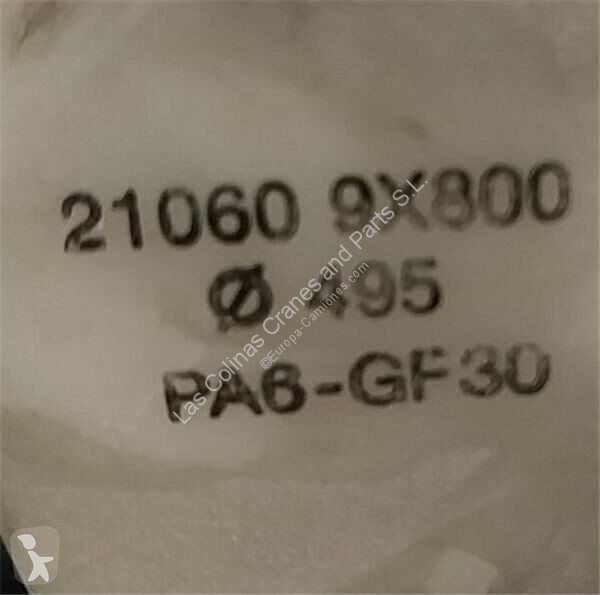 21060 9X800
Ø 495
PA6-GF30
Las Colinas Cranes and Parts S.L.
©Europa-Camiones.com